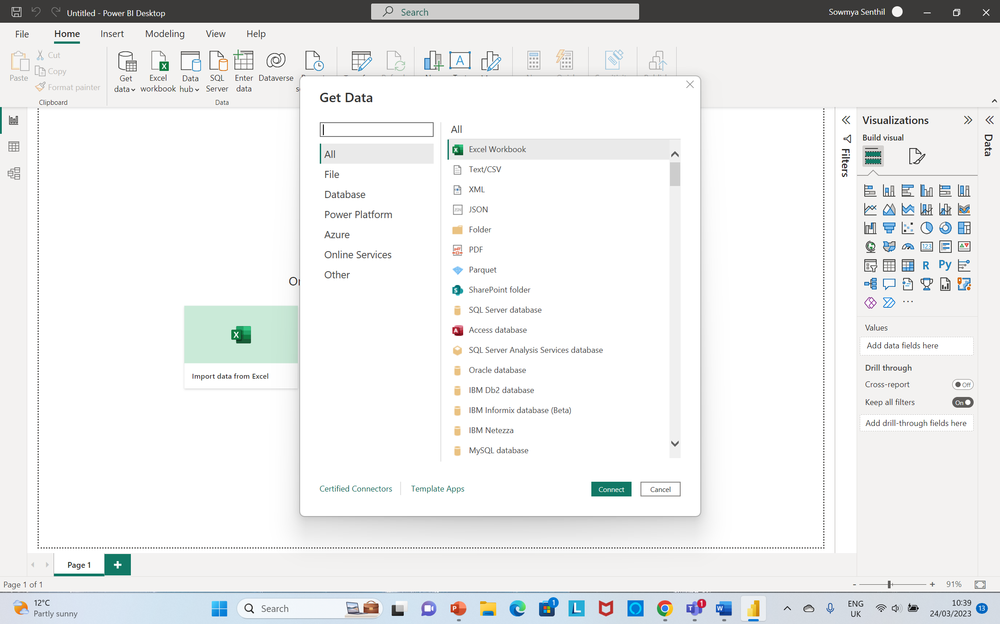 Untitled - Power BI Desktop
Search
Sowmya Senthil
File
Home
Insert
Modeling
View
Help
Paste
Cut
Copy
Format painter
Clipboard
Get
data
Excel
workbook
Data
hub
SQL
Server
Enter
data
Dataverse
Data
Get Data
All
File
Database
Power Platform
Azure
Online Services
Other
All
Excel Workbook
Text/CSV
XML
JSON
Folder
PDF
Parquet
SharePoint folder
SQL Server database
Access database
SQL Server Analysis Services database
Oracle database
IBM Db2 database
IBM Informix database (Beta)
IBM Netezza
MySQL database
Certified Connectors
Template Apps
Connect
Cancel
Import data from Excel
Filters
Visualizations
Build visual
123
R
Py
Values
Add data fields here
Drill through
Cross-report
Off
Keep all filters
On
Add drill-through fields here
Data
Page 1
Page 1 of 1
- + 91%
12°C
Partly sunny
Search
1
1
ENG
UK
10:39
24/03/2023
13